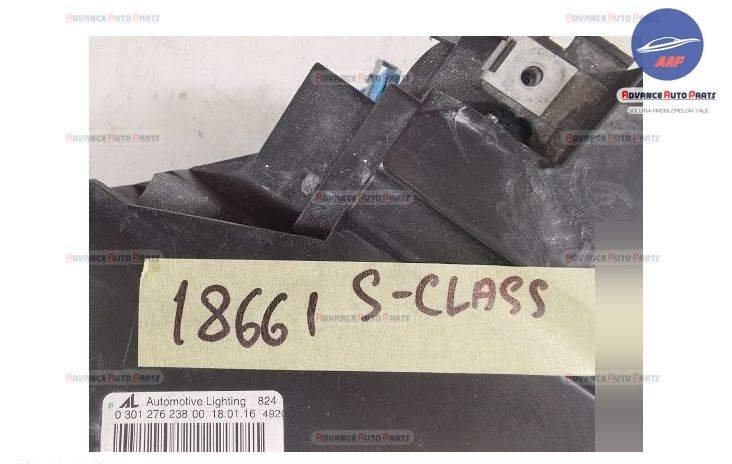 AAP
ADVANCE AUTO PARTS
SOLUTIA PROBLEMELOR TALE
18661 S-CLASS
AL Automotive Lighting 824
0 301 276 238 00 18.01.16 492